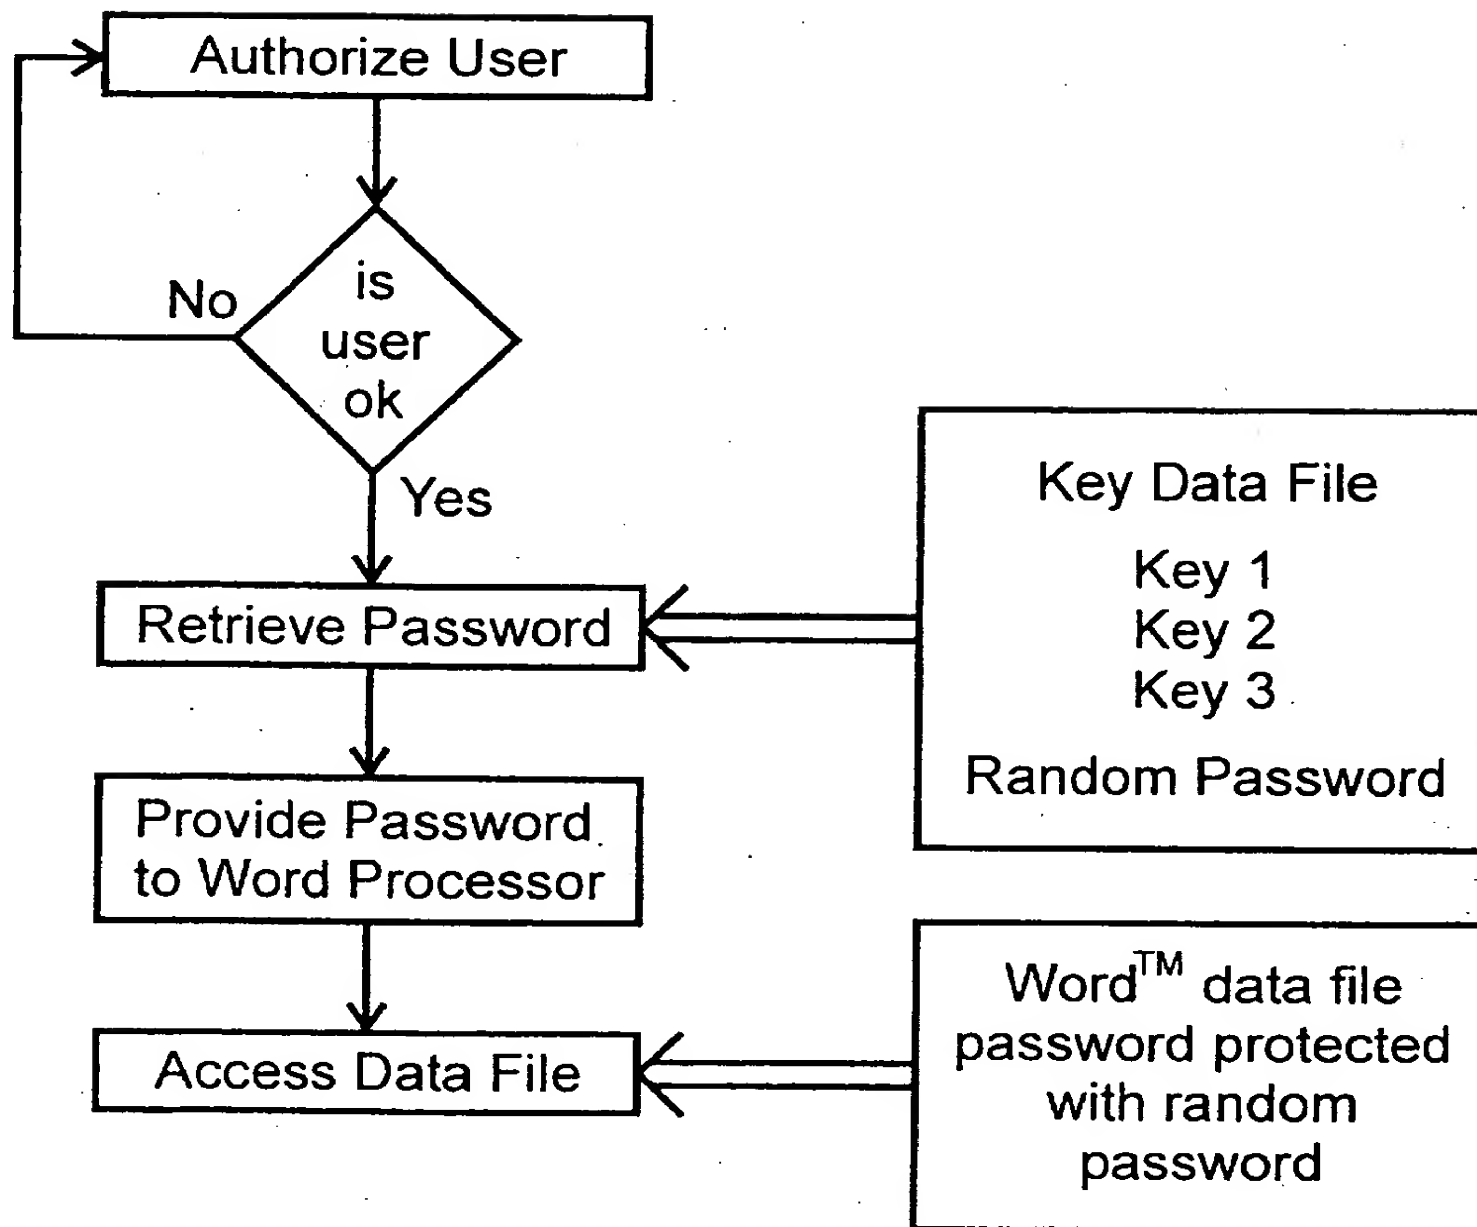 Authorize User
is
user
ok
No
Yes
Retrieve Password
Key Data File
Key 1
Key 2
Key 3
Random Password
Provide Password
to Word Processor
Access Data File
Word™ data file
password protected
with random
password